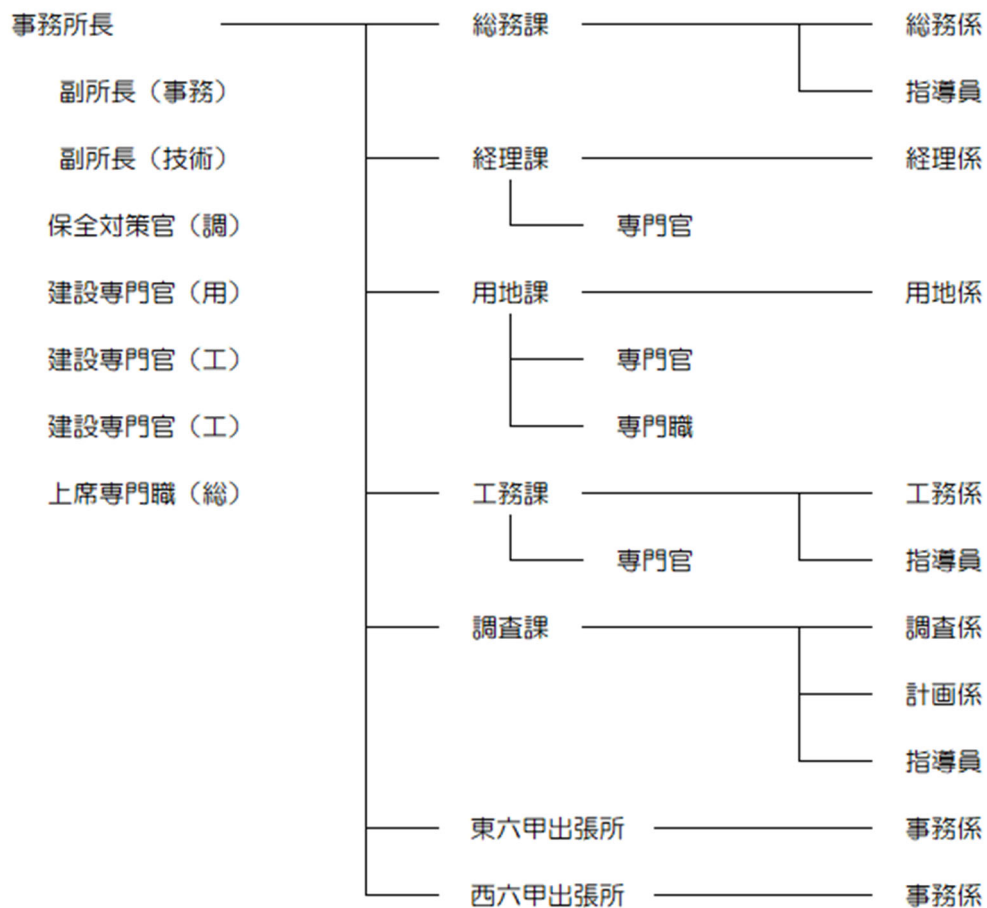 事務所長 総務課 総務係
副所長（事務） 指導員
副所長（技術） 経理課 経理係
保全対策官（調） 専門官
建設専門官（用） 用地課 用地係
建設専門官（工） 専門官
建設専門官（工） 専門職
上席専門職（総） 工務課 工務係
専門官 指導員
調査課 調査係
計画係
指導員
東六甲出張所 事務係
西六甲出張所 事務係